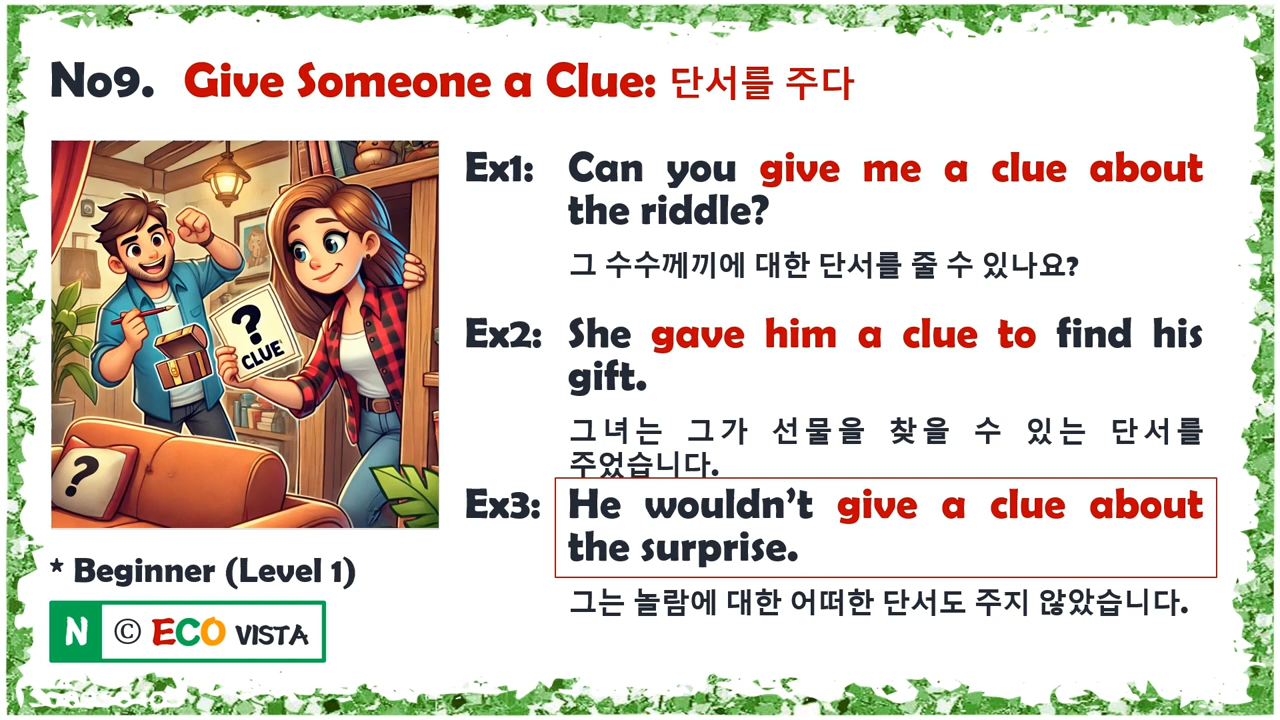 No9. Give Someone a Clue: 단서를 주다
?
CLUE
?
* Beginner (Level 1)
N © ECO VISTA
Ex1: Can you give me a clue about
the riddle?
그 수수께끼에 대한 단서를 줄 수 있나요?
Ex2: She gave him a clue to find his
gift.
그녀는 그가 선물을 찾을 수 있는 단서를
주었습니다.
Ex3: He wouldn’t give a clue about
the surprise.
그는 놀람에 대한 어떠한 단서도 주지 않았습니다.